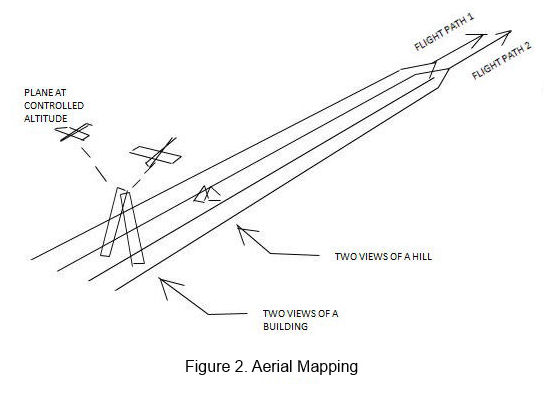 FLIGHT PATH 1
FLIGHT PATH 2
PLANE AT
CONTROLLED
ALTITUDE
TWO VIEWS OF A HILL
TWO VIEWS OF A
BUILDING
Figure 2. Aerial Mapping